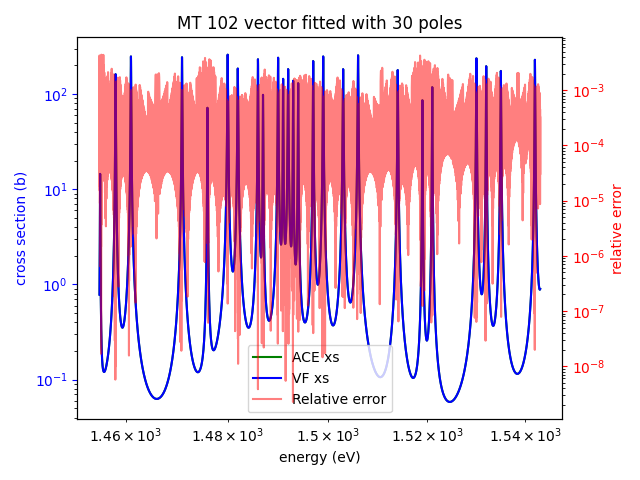 MT 102 vector fitted with 30 poles
cross section (b)
10²
10¹
10⁰
10⁻¹
10⁻³
10⁻⁴
10⁻⁵
10⁻⁶
10⁻⁷
10⁻⁸
relative error
ACE xs
VF xs
Relative error
1.46 × 10³ 1.48 × 10³ 1.5 × 10³ 1.52 × 10³ 1.54 × 10³
energy (eV)